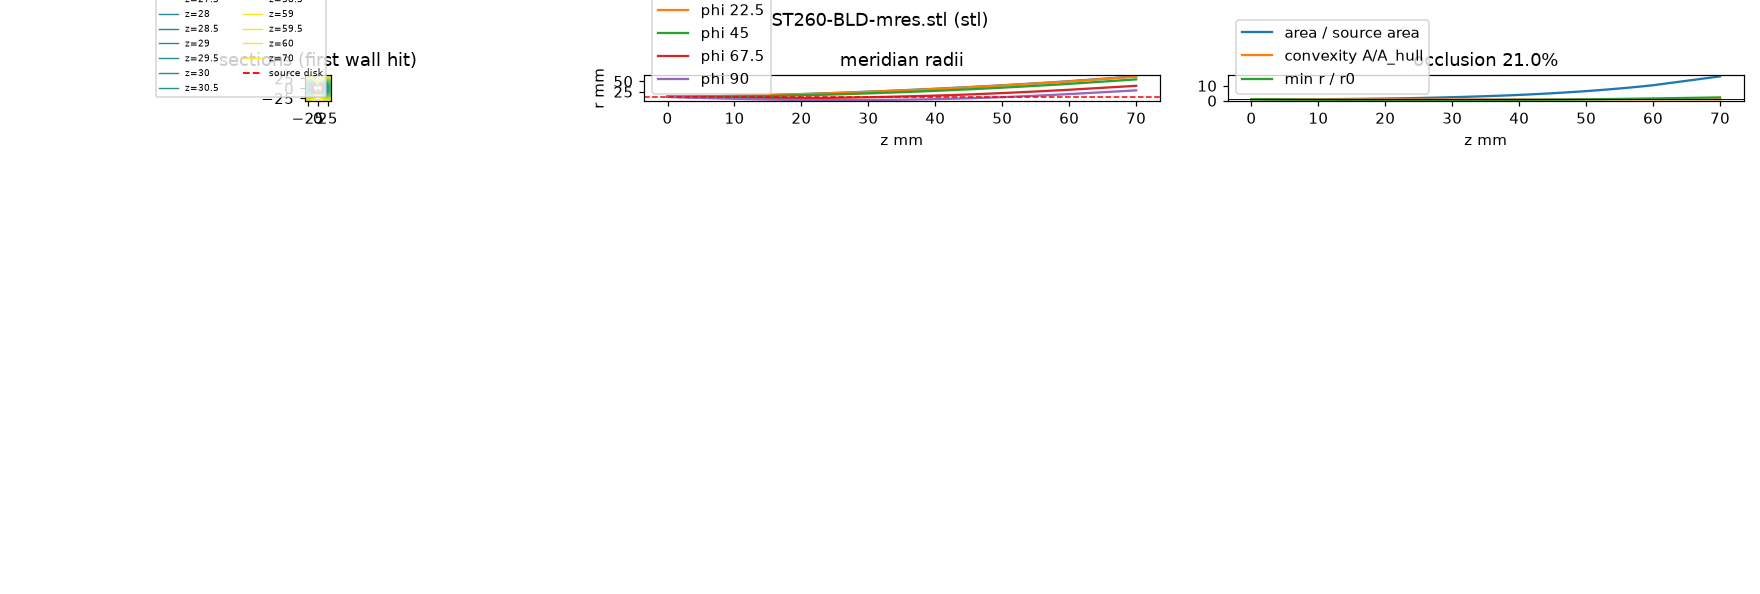 ST260-BLD-mres.stl (stl)
z=28
z=28.5
z=29
z=29.5
z=30
z=30.5
z=59
z=59.5
z=60
z=70
source disk
sections (first wall hit)
−25
phi 22.5
phi 45
phi 67.5
phi 90
meridian radii
r mm
50
25
0 10 20 30 40 50 60 70
z mm
area / source area
convexity A/A_hull
min r / r0
occlusion 21.0%
10
0
0 10 20 30 40 50 60 70
z mm